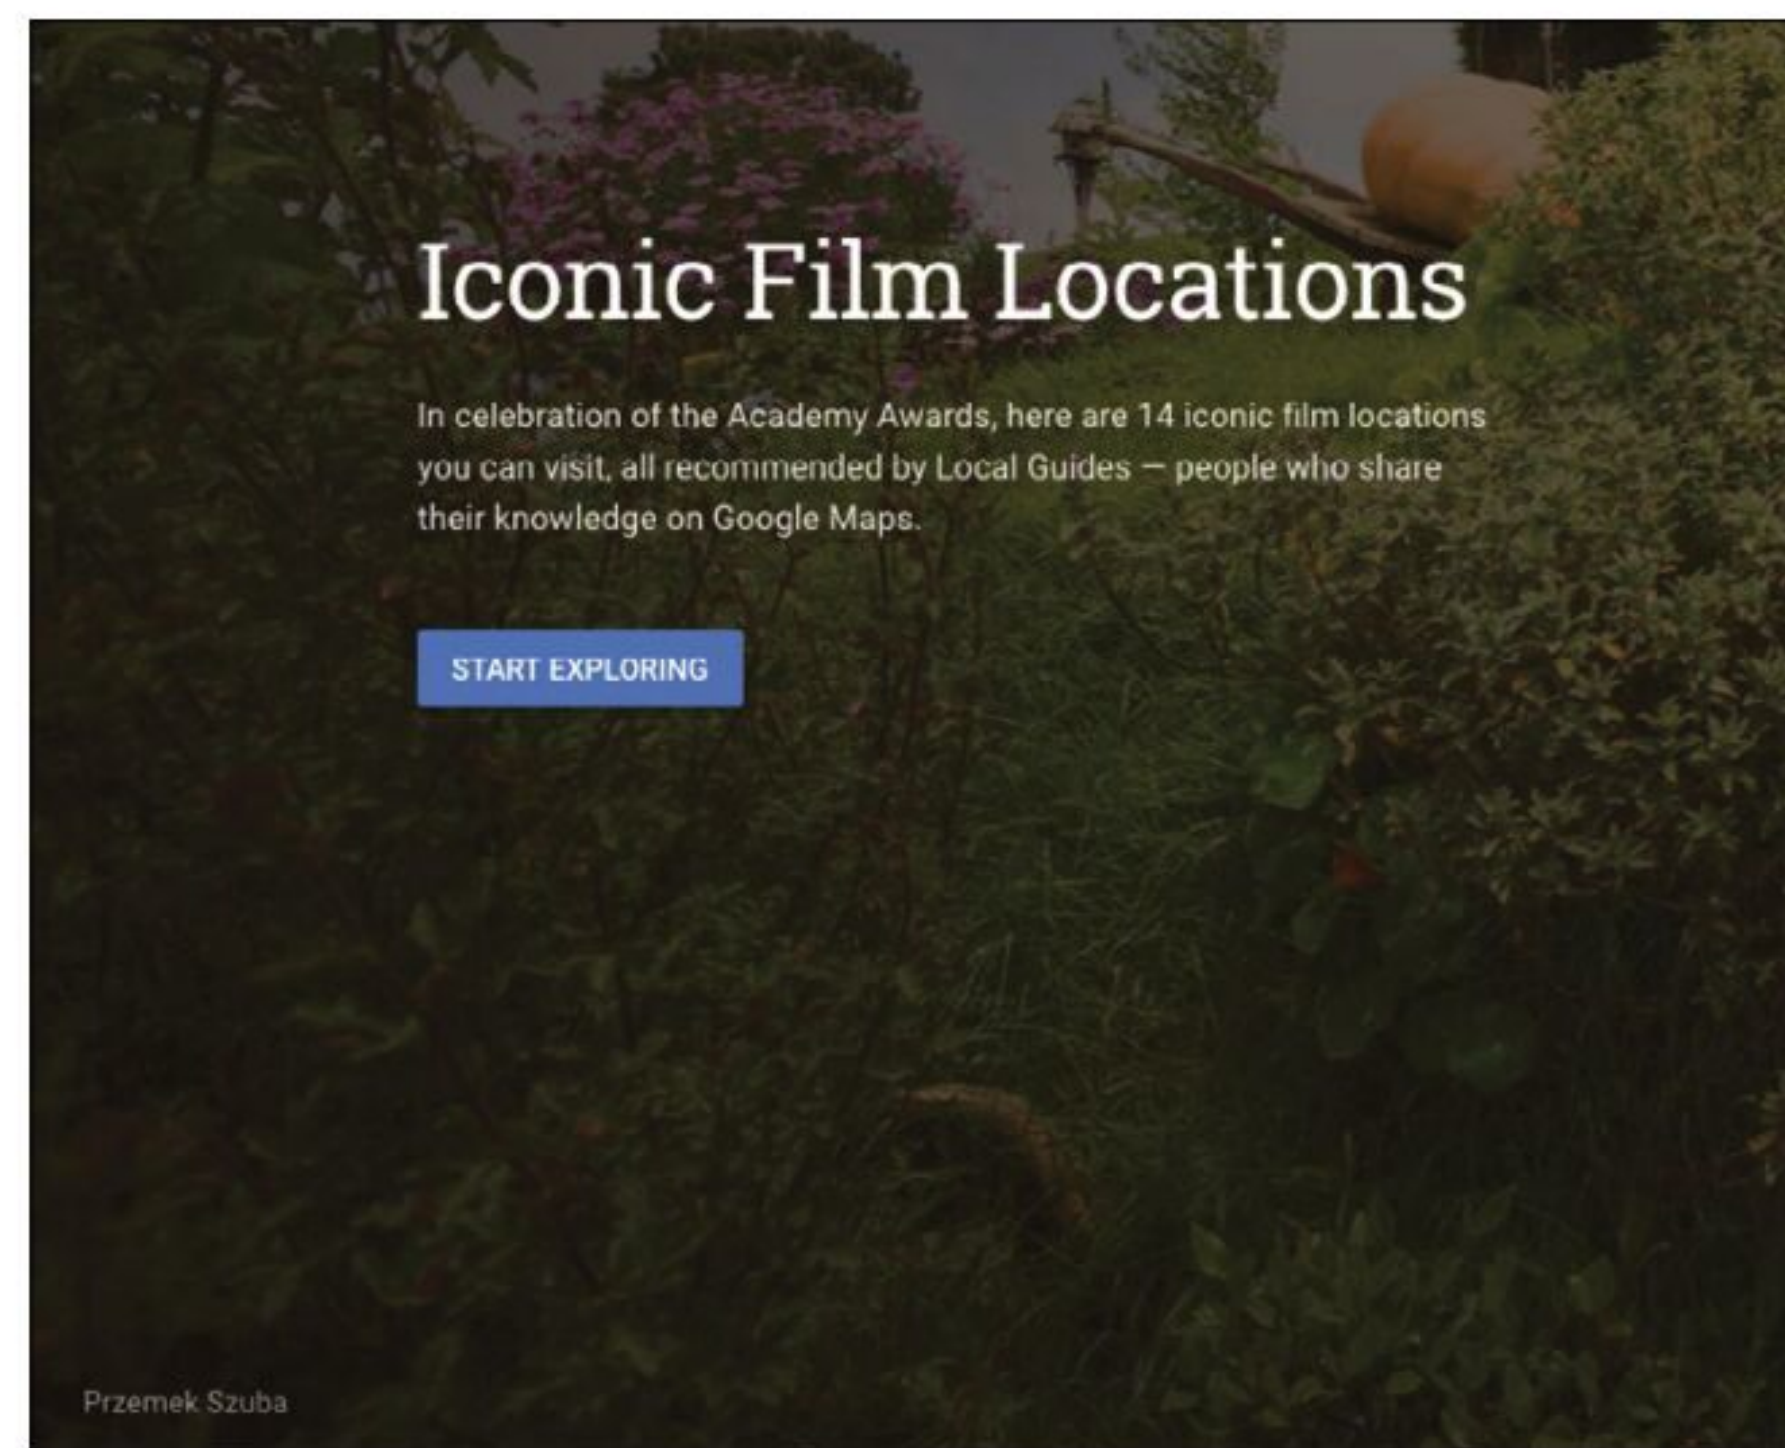 Iconic Film Locations
In celebration of the Academy Awards, here are 14 iconic film locations
you can visit, all recommended by Local Guides — people who share
their knowledge on Google Maps.
START EXPLORING
Przemek Szuba